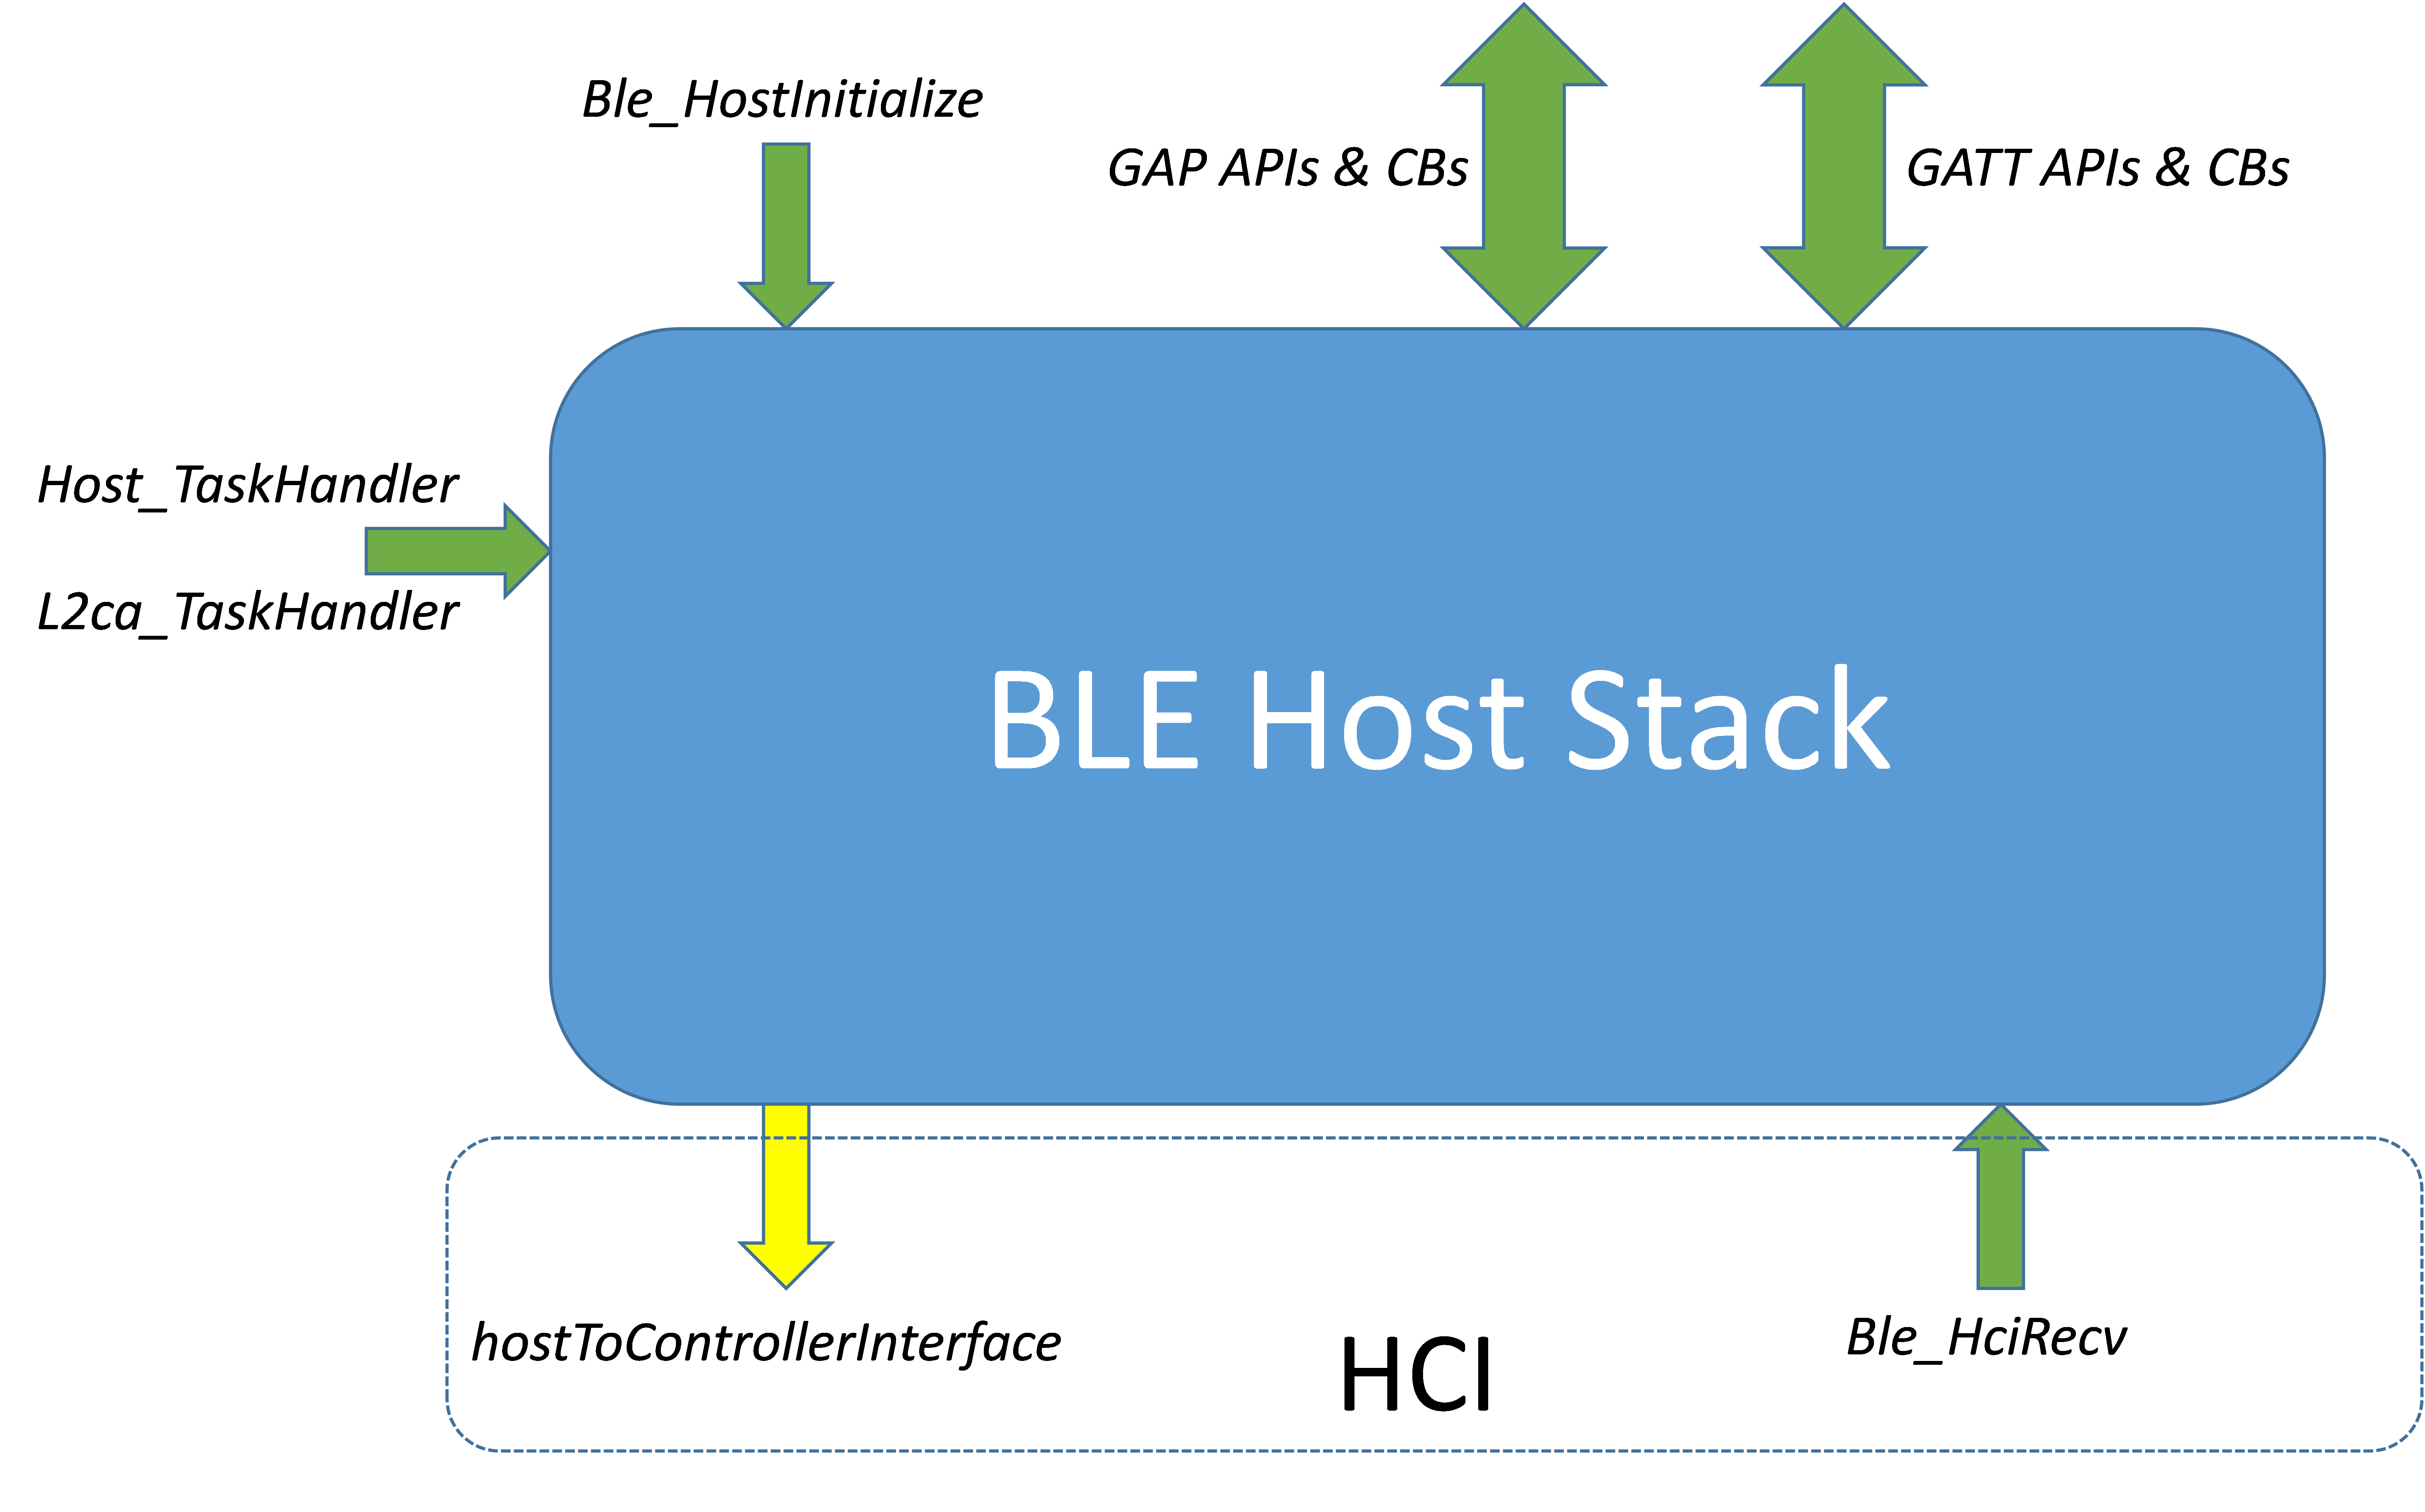 Ble_HostInitialize
GAP APIs & CBs
GATT APIs & CBs
Host_TaskHandler
L2ca_TaskHandler
BLE Host Stack
hostToControllerInterface
HCI
Ble_HciRecv